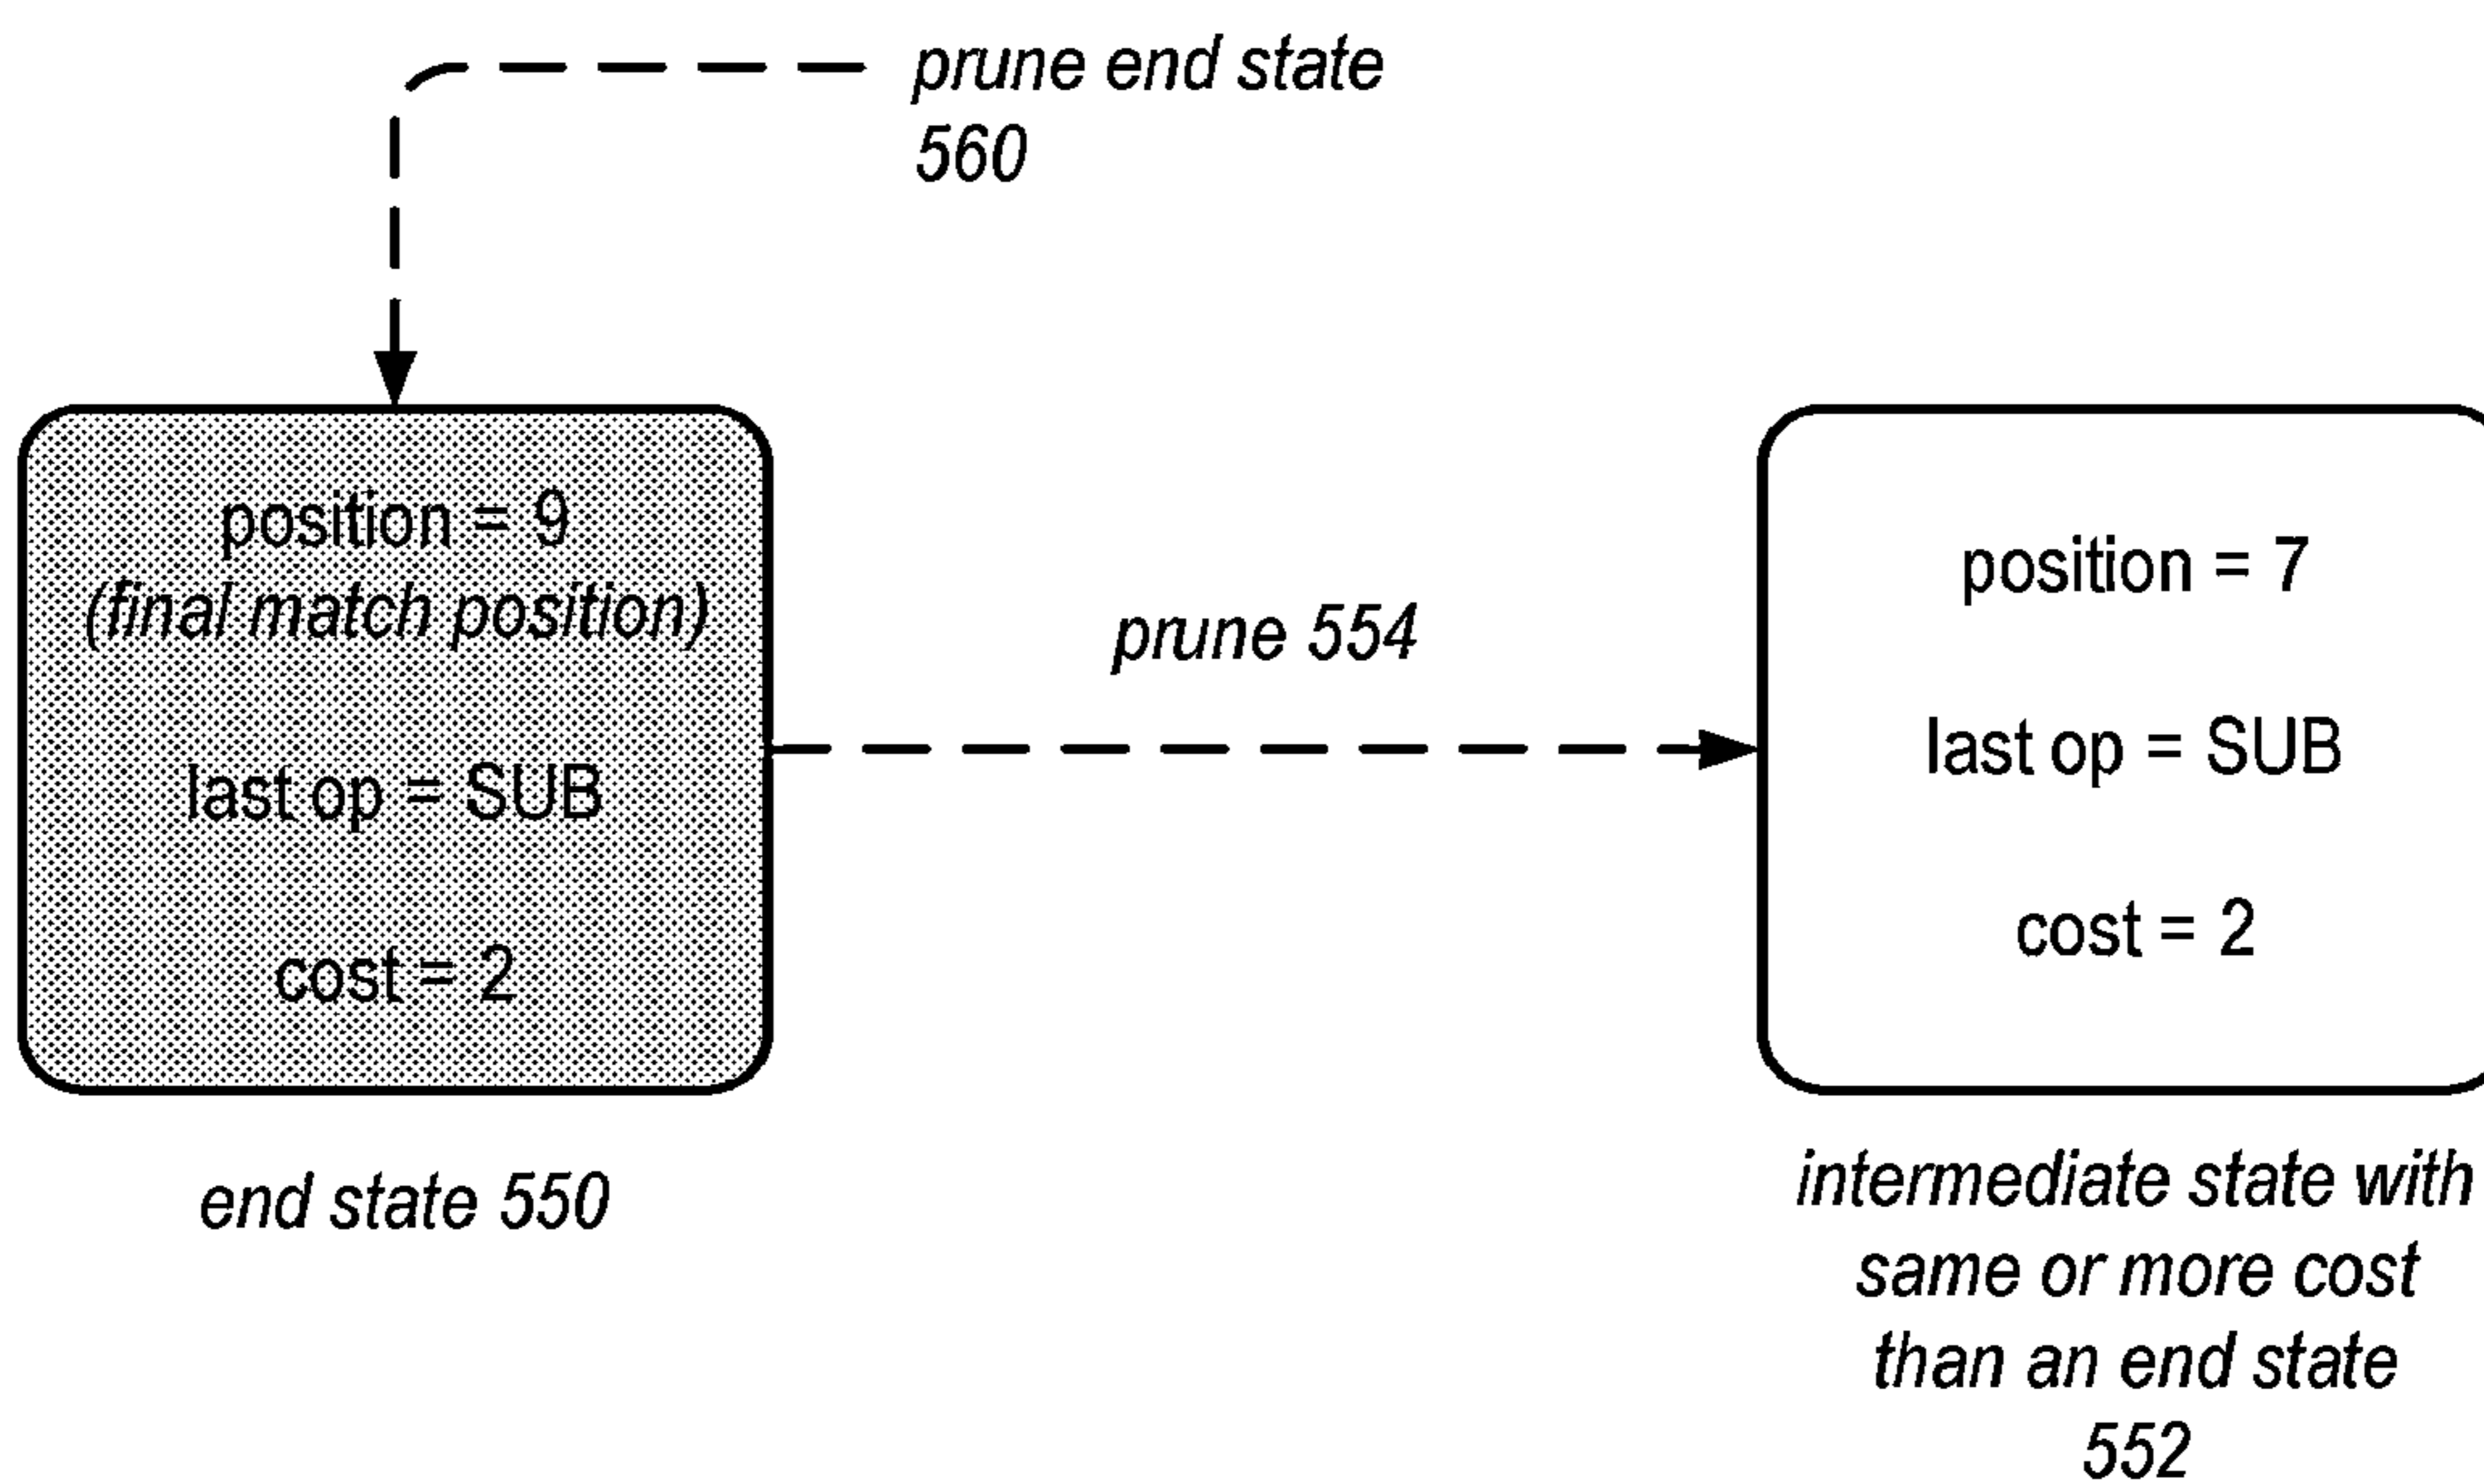 prune end state
560
position = 9
(final match position)
last op = SUB
cost = 2
end state 550
prune 554
position = 7
last op = SUB
cost = 2
intermediate state with
same or more cost
than an end state
552